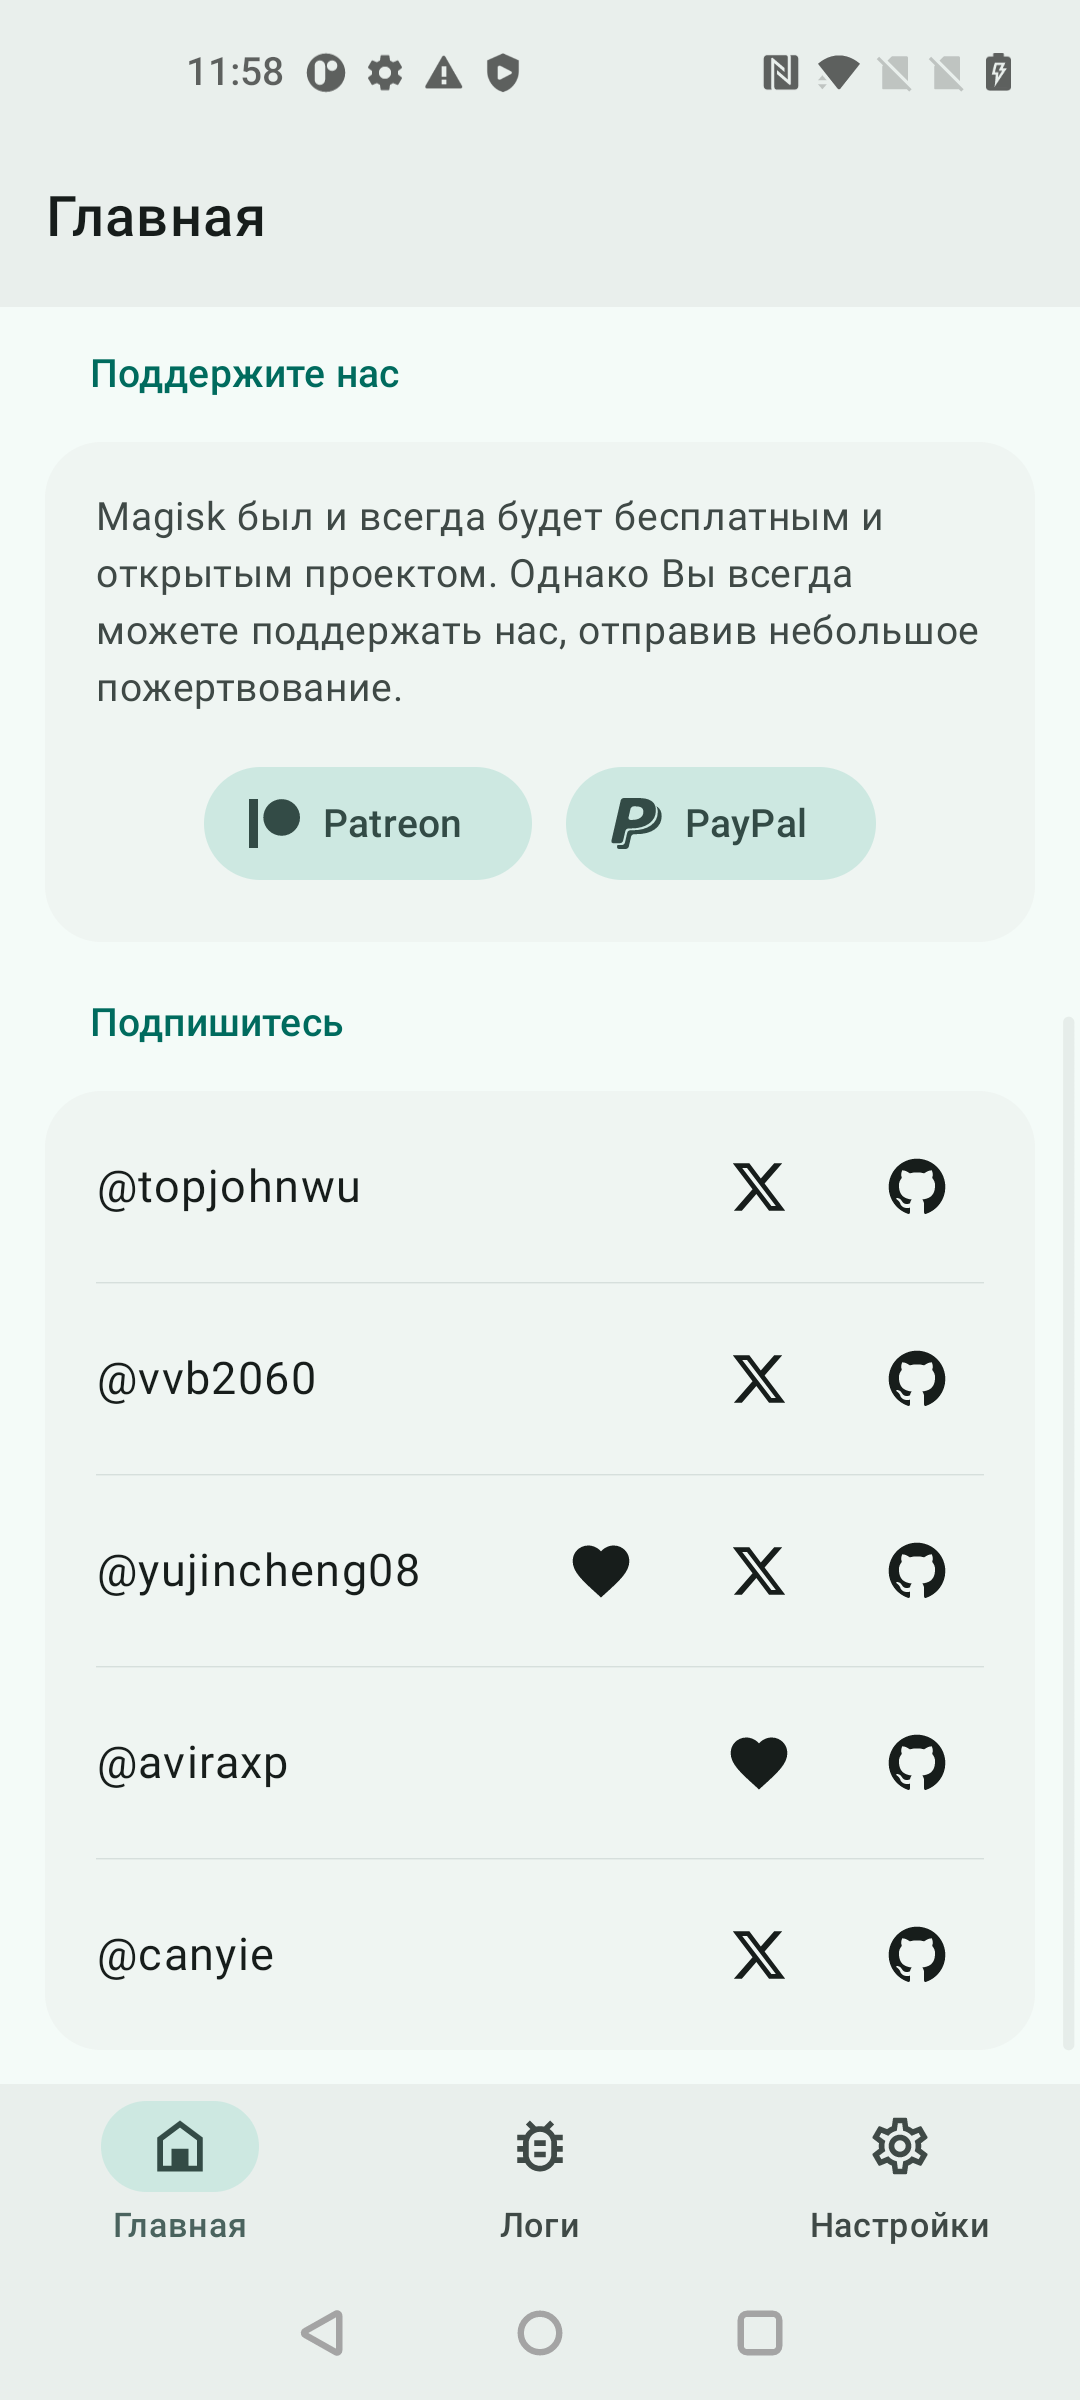 11:58
Главная
Поддержите нас
Magisk был и всегда будет бесплатным и
открытым проектом. Однако Вы всегда
можете поддержать нас, отправив небольшое
пожертвование.
Patreon
PayPal
Подпишитесь
@topjohnwu
@vvb2060
@yujincheng08
@aviraxp
@canyie
Главная
Логи
Настройки